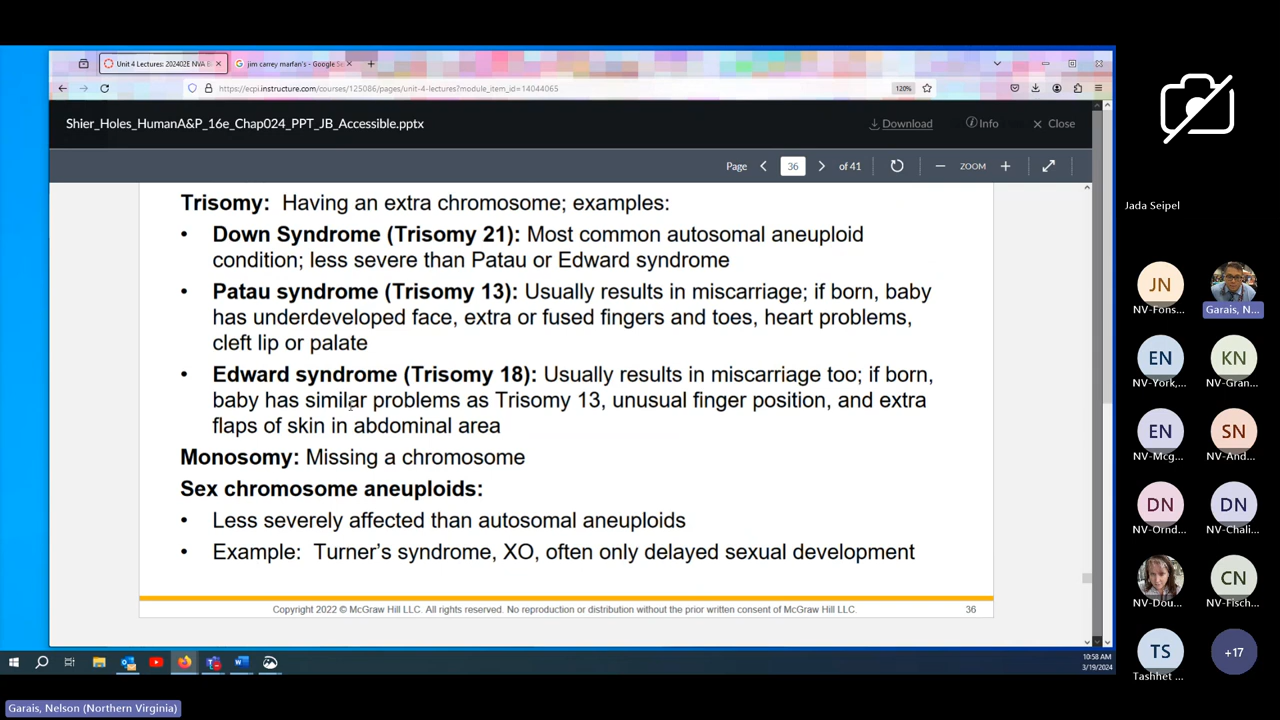 Unit 4 Lectures: 202402E NVA B
jim carrey marfan's - Google Se
https://ecpi.instructure.com/courses/125086/pages/unit-4-lectures?module_item_id=14044065
120%
Shier_Holes_HumanA&P_16e_Chap024_PPT_JB_Accessible.pptx
Download
Info
Close
Page 36 of 41 ZOOM
Trisomy: Having an extra chromosome; examples:
• Down Syndrome (Trisomy 21): Most common autosomal aneuploid
condition; less severe than Patau or Edward syndrome
• Patau syndrome (Trisomy 13): Usually results in miscarriage; if born, baby
has underdeveloped face, extra or fused fingers and toes, heart problems,
cleft lip or palate
• Edward syndrome (Trisomy 18): Usually results in miscarriage too; if born,
baby has similar problems as Trisomy 13, unusual finger position, and extra
flaps of skin in abdominal area
Monosomy: Missing a chromosome
Sex chromosome aneuploids:
• Less severely affected than autosomal aneuploids
• Example: Turner's syndrome, XO, often only delayed sexual development
Copyright 2022 © McGraw Hill LLC. All rights reserved. No reproduction or distribution without the prior written consent of McGraw Hill LLC.
36
10:58 AM
3/19/2024
Garais, Nelson (Northern Virginia)
Jada Seipel
JN
NV-Fons...
Garais, N...
EN
NV-York,...
KN
NV-Gran...
EN
NV-Mcg...
SN
NV-And...
DN
NV-Ornd...
DN
NV-Chali...
NV-Dou...
CN
NV-Fisch...
TS
Tashhet ...
+17